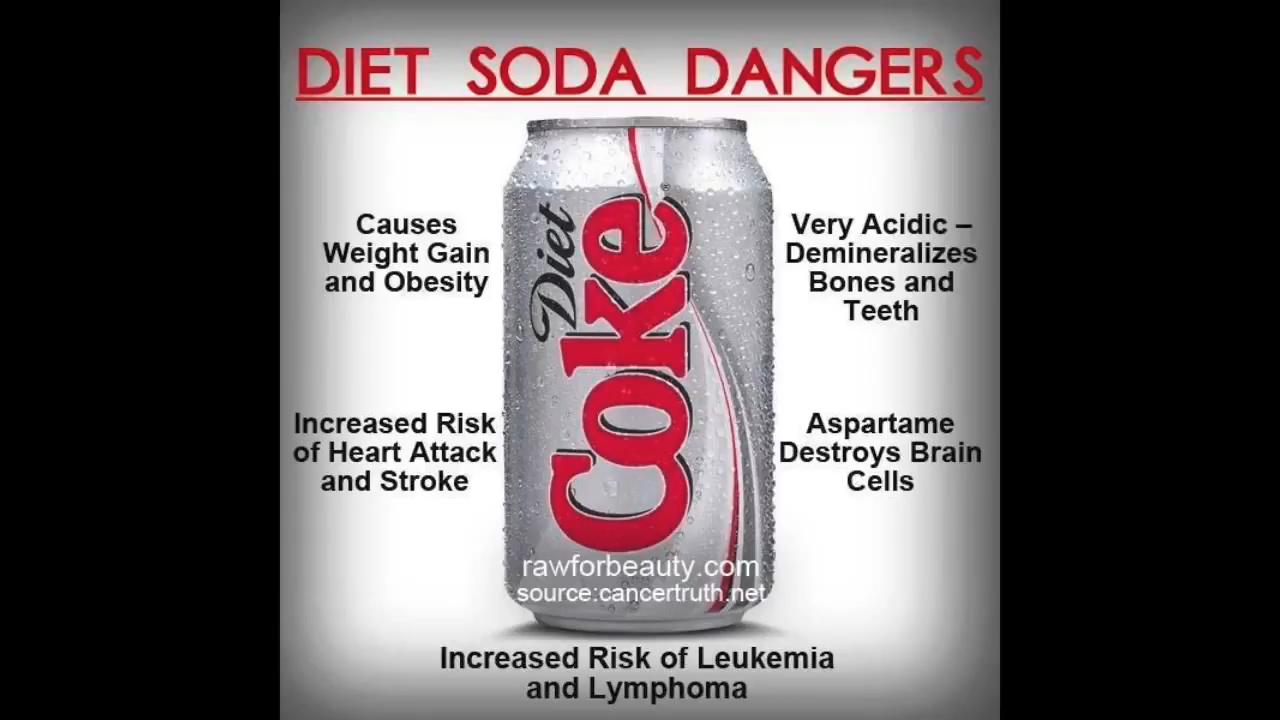 DIET SODA DANGERS
Causes
Weight Gain
and Obesity
Very Acidic –
Demineralizes
Bones and
Teeth
Diet
Coke®
Increased Risk
of Heart Attack
and Stroke
Aspartame
Destroys Brain
Cells
rawforbeauty.com
source:cancertruth.net
Increased Risk of Leukemia
and Lymphoma